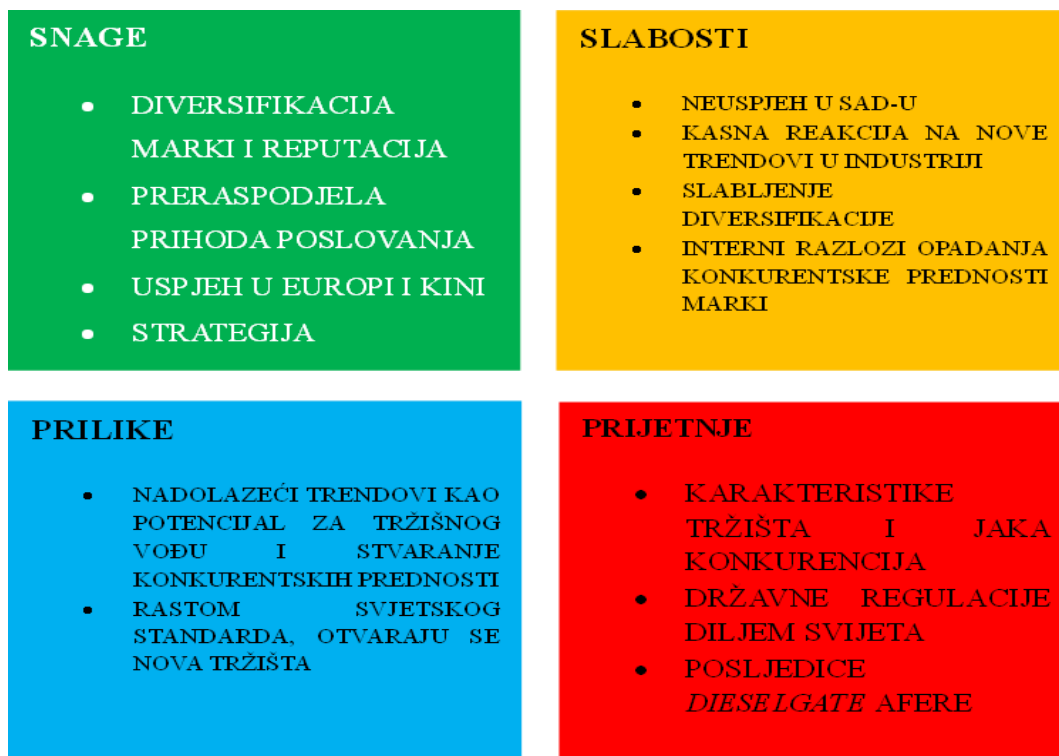 SNAGE
• DIVERSIFIKACIJA
MARKI I REPUTACIJA
• PRERASPODJELA
PRIHODA POSLOVANJA
• USPJEH U EUROPI I KINI
• STRATEGIJA
SLABOSTI
• NEUSPJEH U SAD-U
• KASNA REAKCIJA NA NOVE
TRENDOVI U INDUSTRIJI
• SLABLJENJE
DIVERSIFIKACIJE
• INTERNI RAZLOZI OPADANJA
KONKURENTSKE PREDNOSTI
MARKI
PRILIKE
• NADOLAZEĆI TRENDOVI KAO
POTENCIJAL ZA TRŽIŠNOG
VOĐU I STVARANJE
KONKURENTSKIH PREDNOSTI
• RASTOM SVJETSKOG
STANDARDA, OTVARAJU SE
NOVA TRŽIŠTA
PRIJETNJE
• KARAKTERISTIKE
TRŽIŠTA I JAKA
KONKURENCIJA
• DRŽAVNE REGULACIJE
DILJEM SVIJETA
• POSLJEDICE
DIESELGATE AFERE